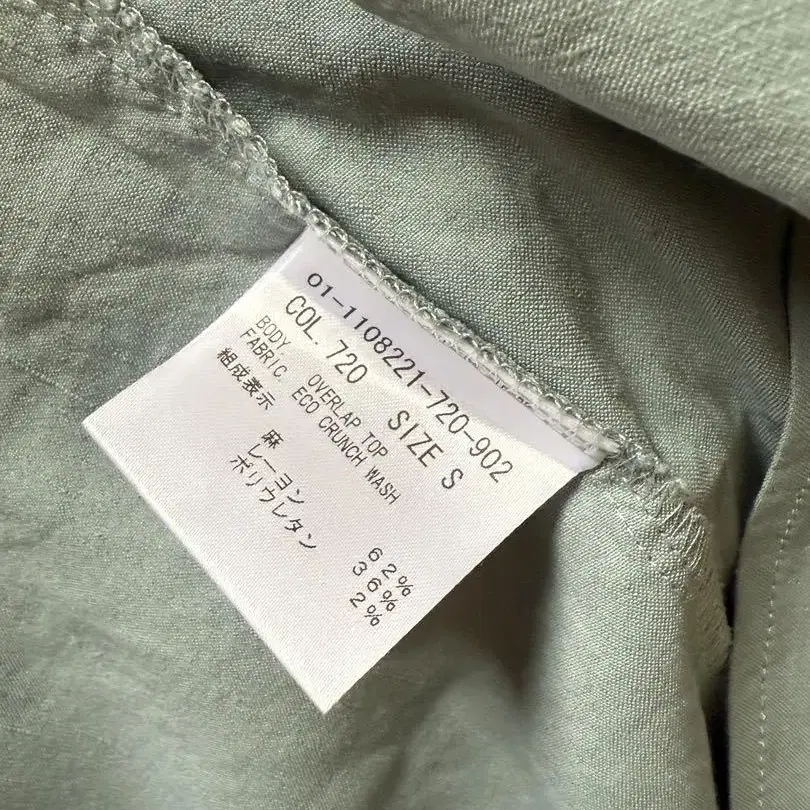 01-1108221-720-902
COL. 720 SIZE S
BODY. OVERLAP TOP
FABRIC. ECO CRUNCH WASH
組成表示
麻 62%
レーヨン 36%
ポリウレタン 2%